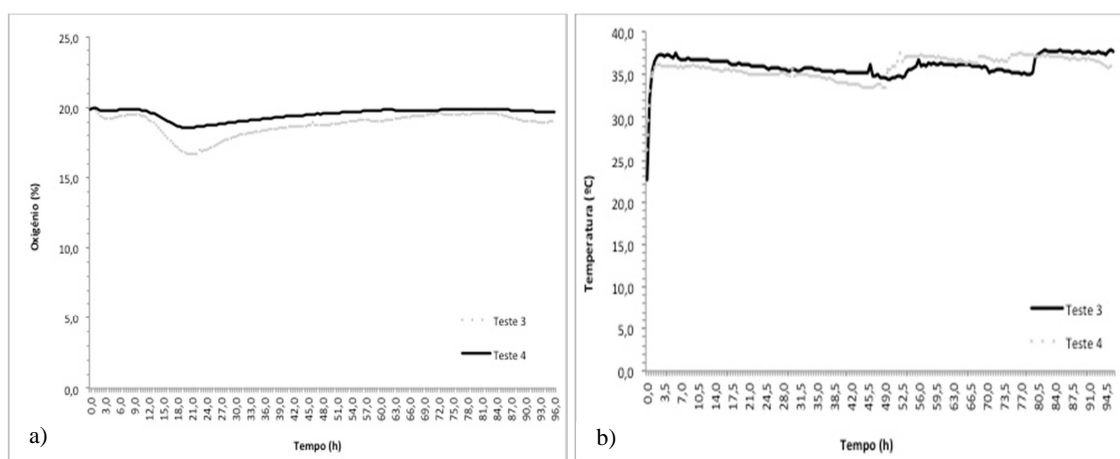 25,0
20,0
15,0
10,0
5,0
0,0
Oxigénio (%)
0,0 3,0 6,0 9,0 12,0 15,0 18,0 21,0 24,0 27,0 30,0 33,0 36,0 39,0 42,0 45,0 48,0 51,0 54,0 57,0 60,0 63,0 66,0 69,0 72,0 75,0 78,0 81,0 84,0 87,0 90,0 93,0 96,0
Tempo (h)
Teste 3
Teste 4
a)
40,0
35,0
30,0
25,0
20,0
15,0
10,0
5,0
0,0
Temperatura (ºC)
0,0 3,5 7,0 10,5 14,0 17,5 21,0 24,5 28,0 31,5 35,0 38,5 42,0 45,5 49,0 52,5 56,0 59,5 63,0 66,5 70,0 73,5 77,0 80,5 84,0 87,5 91,0 94,5
Tempo (h)
Teste 3
Teste 4
b)